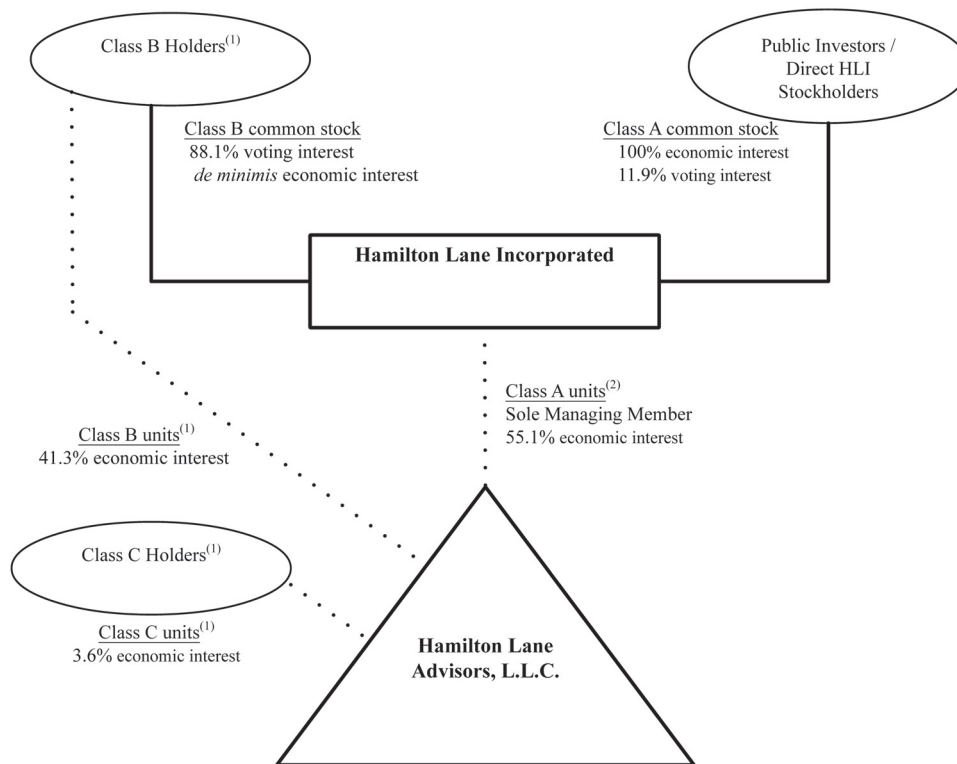 Class B Holders(1)
Public Investors /
Direct HLI
Stockholders
Class B common stock
88.1% voting interest
de minimis economic interest
Class A common stock
100% economic interest
11.9% voting interest
Hamilton Lane Incorporated
Class A units(2)
Sole Managing Member
55.1% economic interest
Class B units(1)
41.3% economic interest
Class C Holders(1)
Class C units(1)
3.6% economic interest
Hamilton Lane
Advisors, L.L.C.